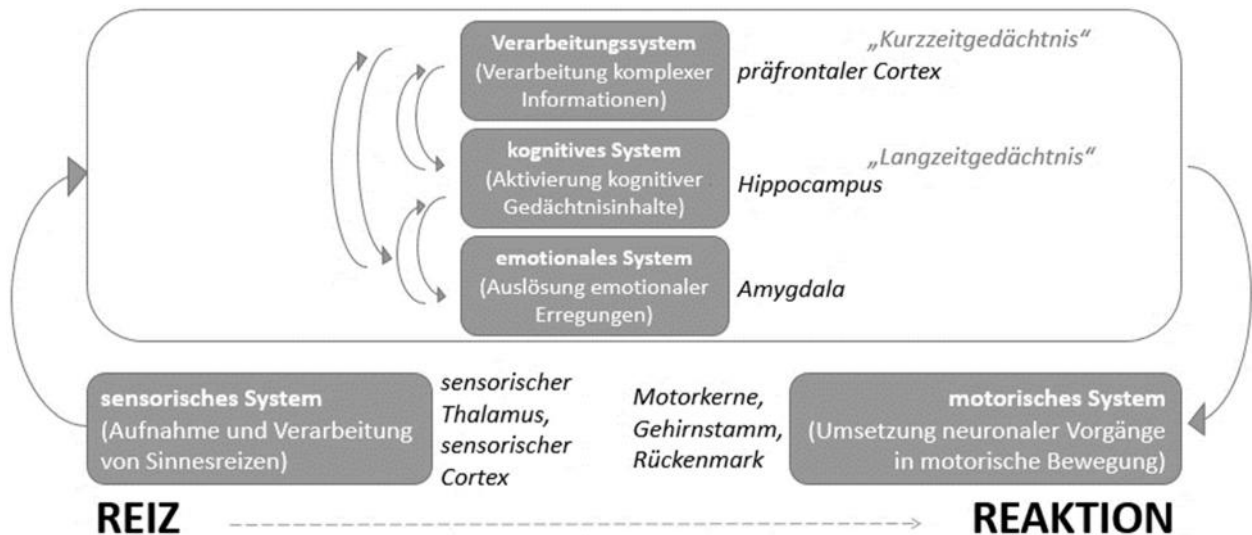 Verarbeitungssystem
(Verarbeitung komplexer
Informationen)
„Kurzzeitgedächtnis“
präfrontaler Cortex
kognitives System
(Aktivierung kognitiver
Gedächtnisinhalte)
„Langzeitgedächtnis“
Hippocampus
emotionales System
(Auslösung emotionaler
Erregungen)
Amygdala
sensorisches System
(Aufnahme und Verarbeitung
von Sinnesreizen)
sensorischer
Thalamus,
sensorischer
Cortex
Motorkerne,
Gehirnstamm,
Rückenmark
motorisches System
(Umsetzung neuronaler Vorgänge
in motorische Bewegung)
REIZ
REAKTION